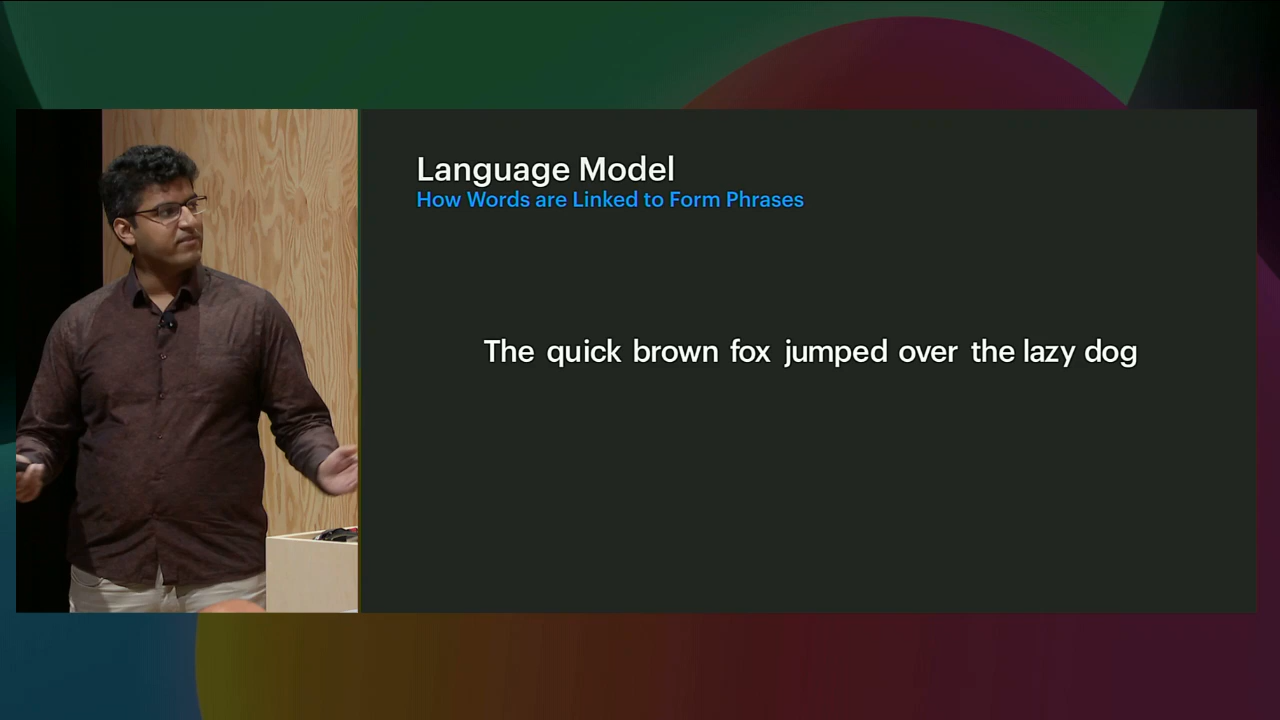 Language Model
How Words are Linked to Form Phrases
The quick brown fox jumped over the lazy dog